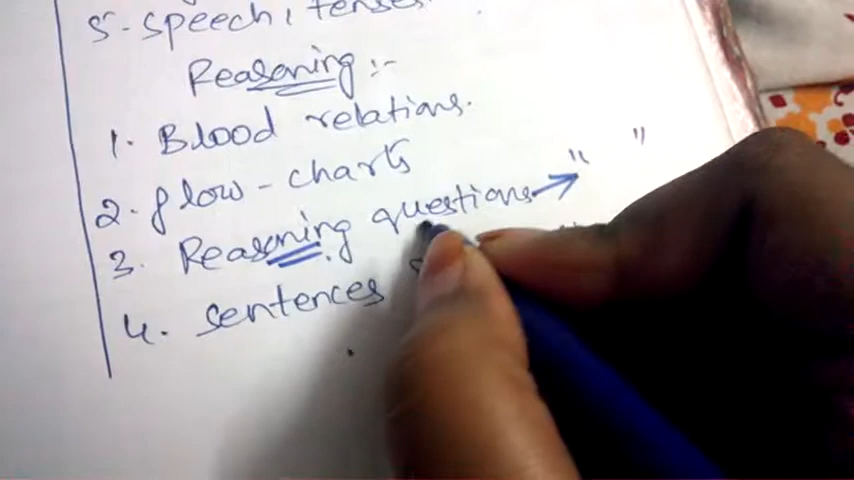 5-speech, tenses.
Reasoning :-
1. Blood relations.
2. flow-charts
3. Reasoning questions → " "
4. sentences